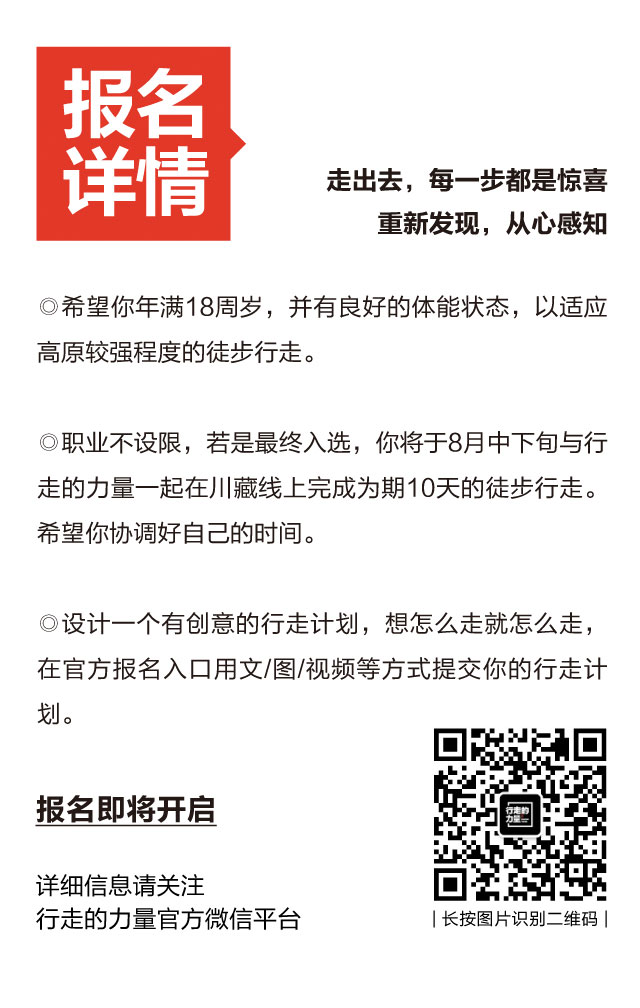 报名
详情
走出去，每一步都是惊喜
重新发现，从心感知
◎希望你年满18周岁，并有良好的体能状态，以适应
高原较强程度的徒步行走。
◎职业不设限，若是最终入选，你将于8月中下旬与行
走的力量一起在川藏线上完成为期10天的徒步行走。
希望你协调好自己的时间。
◎设计一个有创意的行走计划，想怎么走就怎么走，
在官方报名入口用文/图/视频等方式提交你的行走计
划。
行走的
力量
报名即将开启
详细信息请关注
行走的力量官方微信平台
| 长按图片识别二维码 |